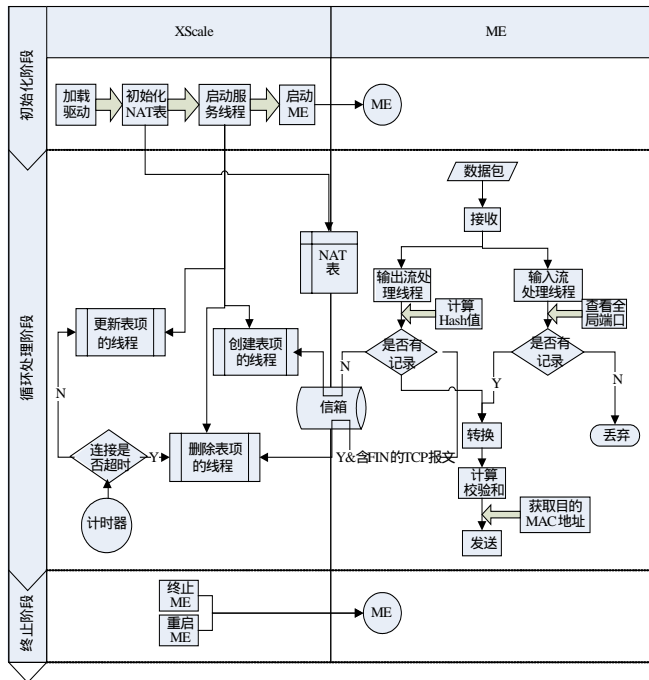 XScale
ME
初始化阶段
加载
驱动
初始化
NAT表
启动服
务线程
启动
ME
ME
循环处理阶段
数据包
接收
NAT
表
输出流处
理线程
输入流
处理线程
计算
Hash值
查看全
局端口
更新表项
的线程
创建表项
的线程
是否有
记录
是否有
记录
N
N
Y
N
信箱
转换
丢弃
连接是
否超时
Y
删除表项
的线程
Y&含FIN的TCP报文
计算
校验和
计时器
获取目的
MAC地址
发送
终止阶段
终止
ME
重启
ME
ME